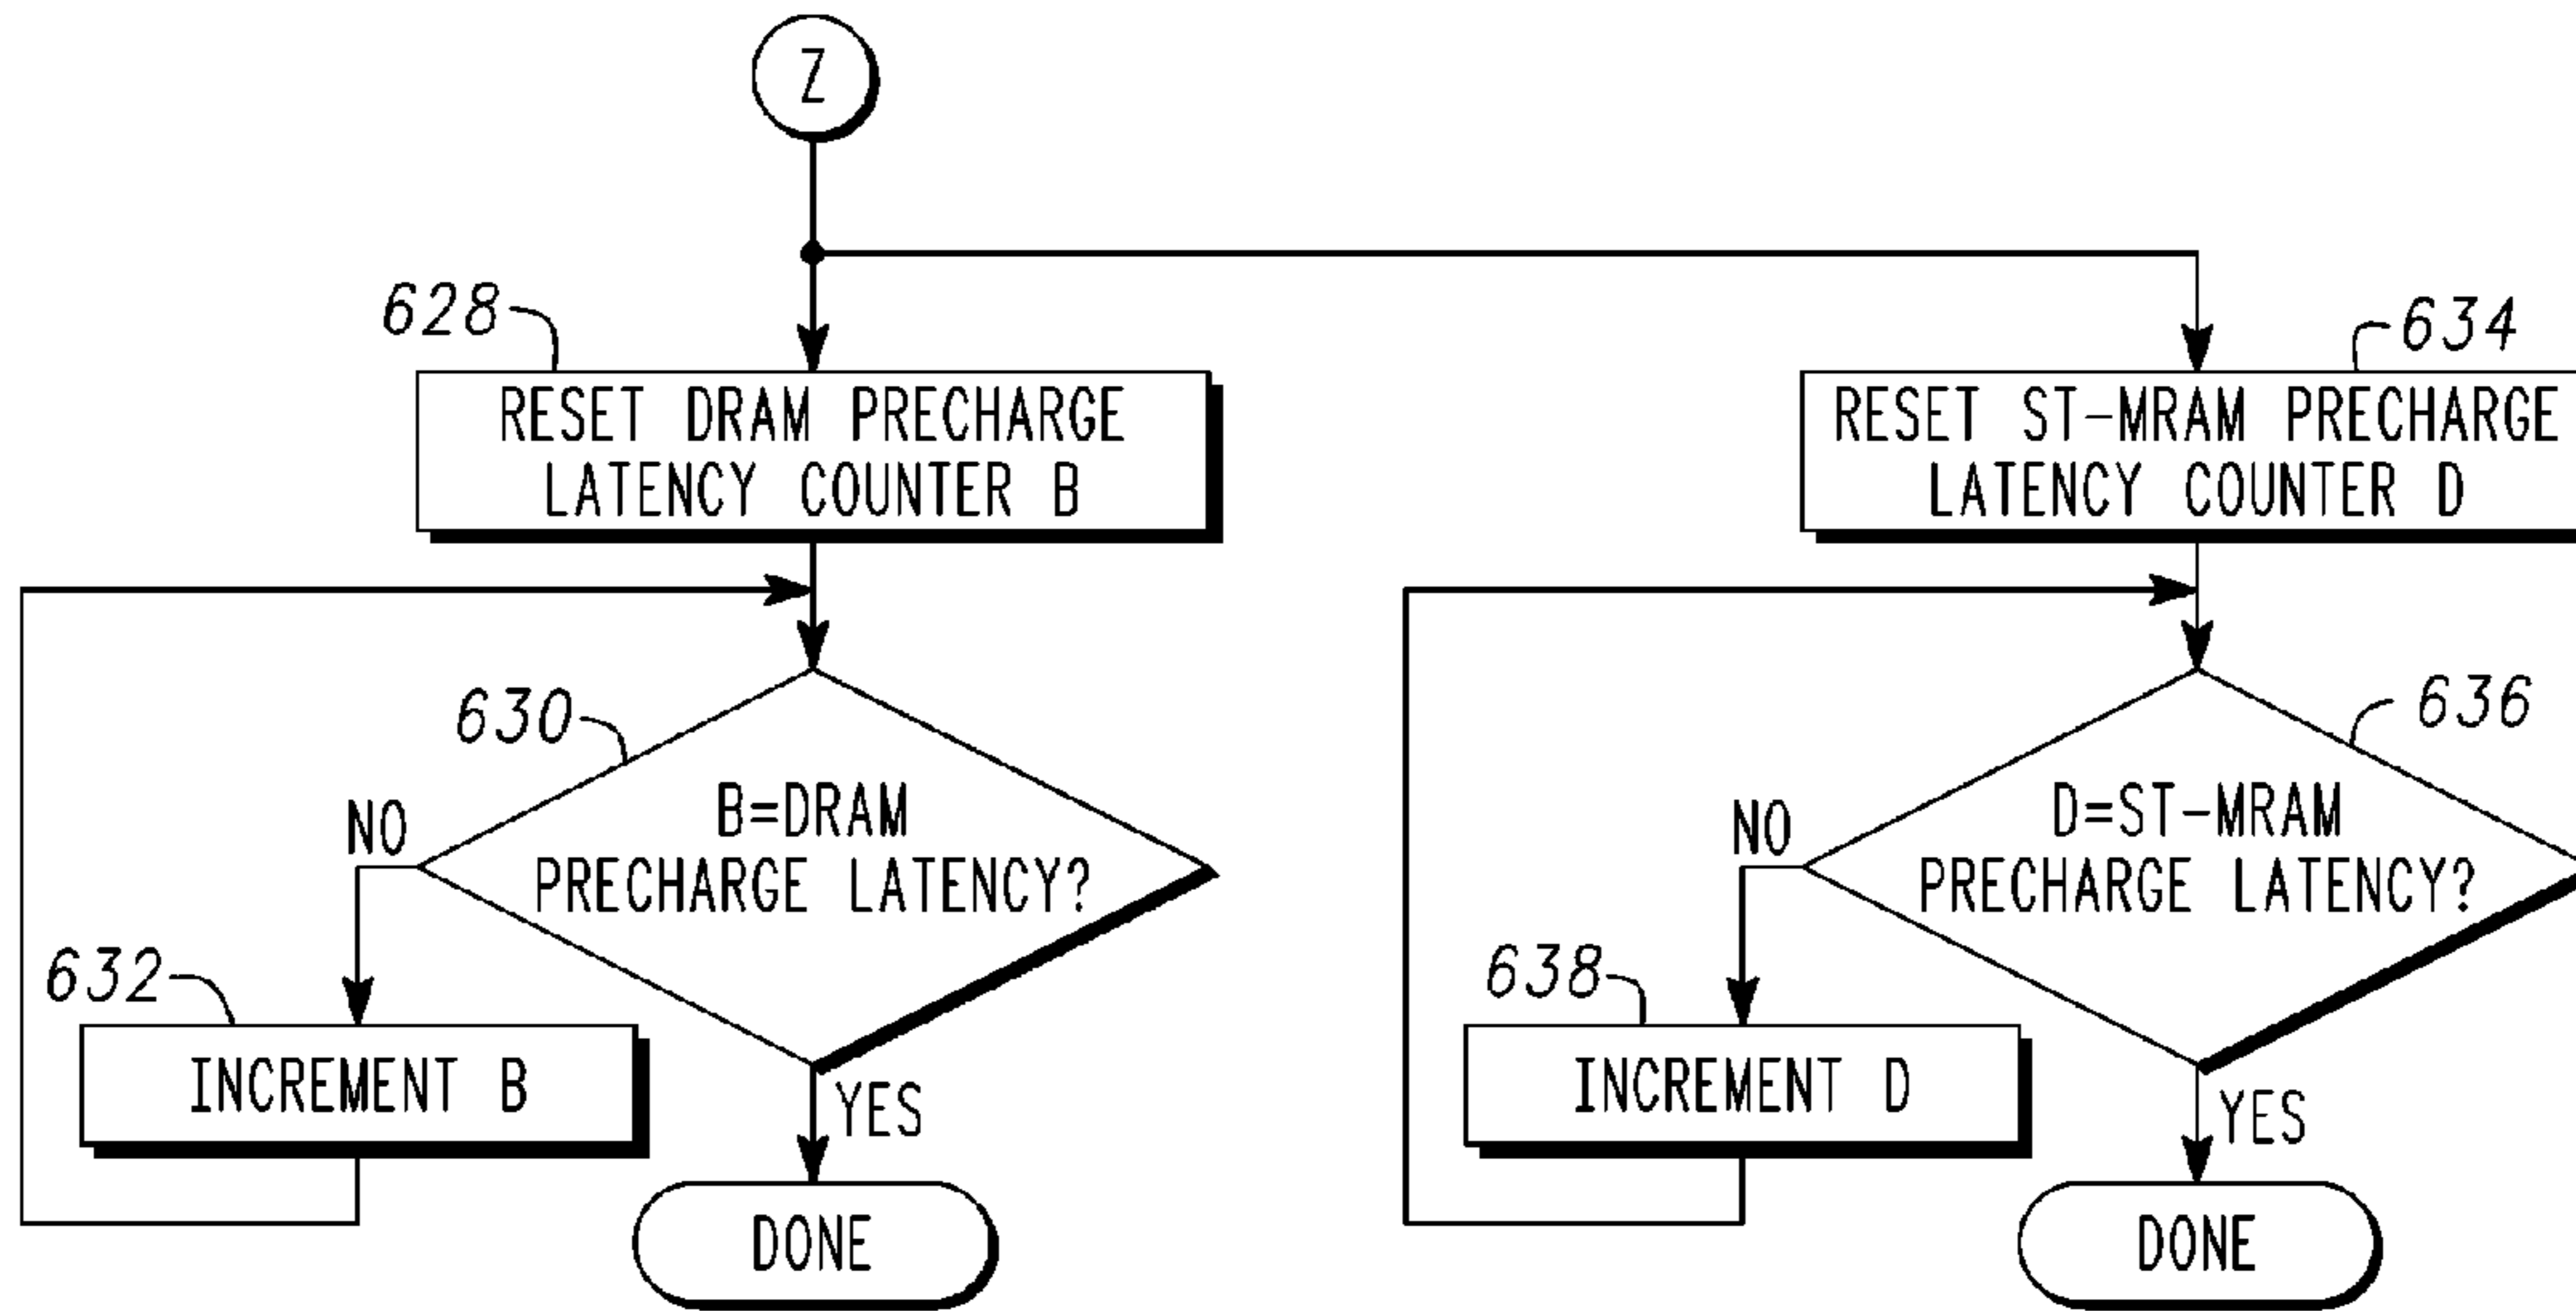 Z
628
RESET DRAM PRECHARGE
LATENCY COUNTER B
630
B=DRAM
PRECHARGE LATENCY?
NO
632
INCREMENT B
YES
DONE
634
RESET ST-MRAM PRECHARGE
LATENCY COUNTER D
636
D=ST-MRAM
PRECHARGE LATENCY?
NO
638
INCREMENT D
YES
DONE